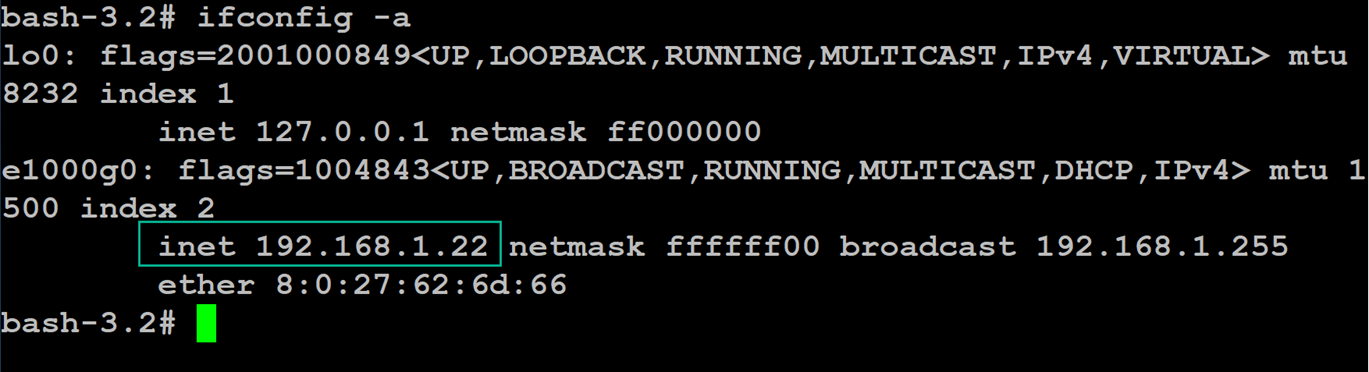 bash-3.2# ifconfig -a
lo0: flags=2001000849<UP,LOOPBACK,RUNNING,MULTICAST,IPv4,VIRTUAL> mtu
8232 index 1
        inet 127.0.0.1 netmask ff000000
e1000g0: flags=1004843<UP,BROADCAST,RUNNING,MULTICAST,DHCP,IPv4> mtu 1
500 index 2
        inet 192.168.1.22 netmask ffffff00 broadcast 192.168.1.255
        ether 8:0:27:62:6d:66
bash-3.2#